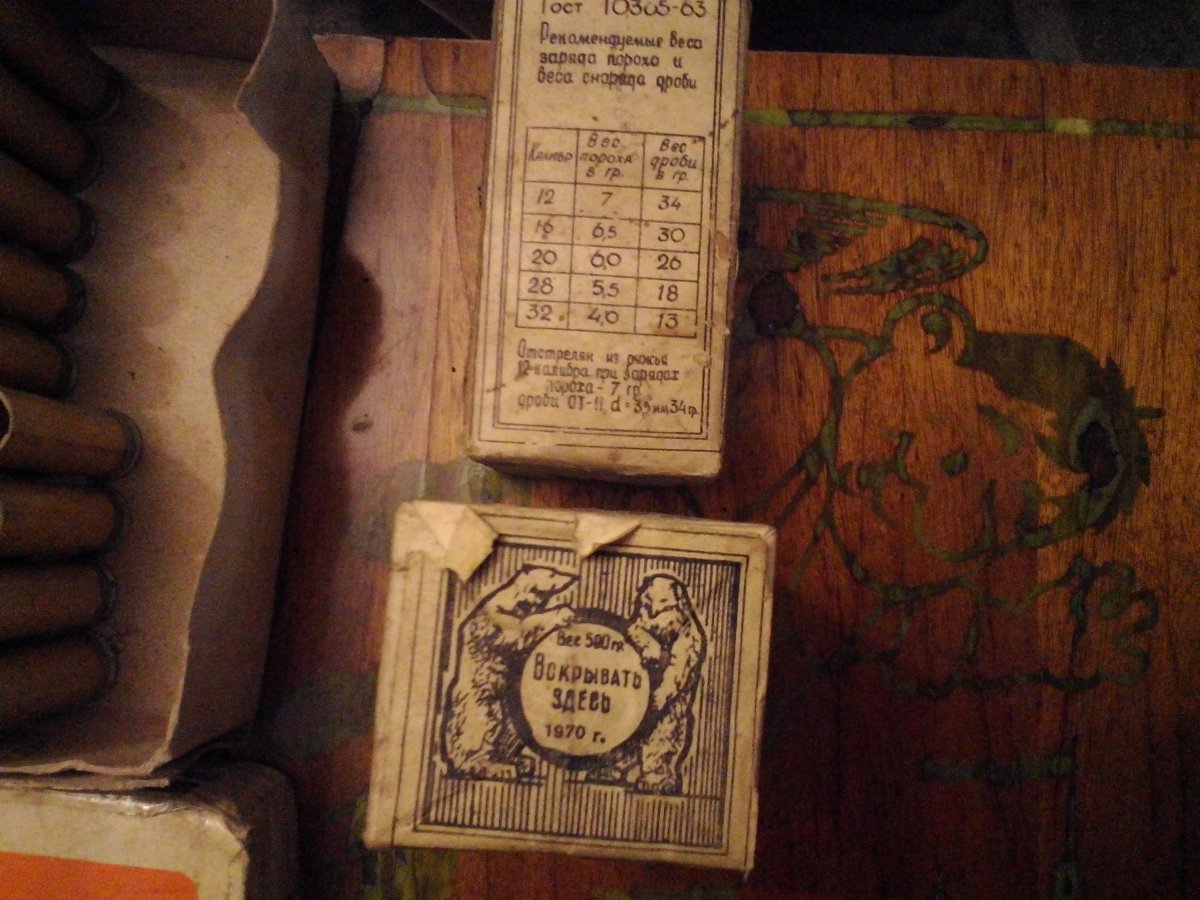 Гост 10365-63
Рекомендуемые веса
заряда пороха и
веса снаряда дроби
Калибр Вес пороха в гр. Вес дроби в гр.
12 7 34
16 6,5 30
20 6,0 26
28 5,5 18
32 4,0 13
Отстрелян из ружья
12 калибра при зарядах
пороха - 7 гр
дроби d = 34 гр.
Вес 500 гр.
Вскрывать
здесь
1970 г.